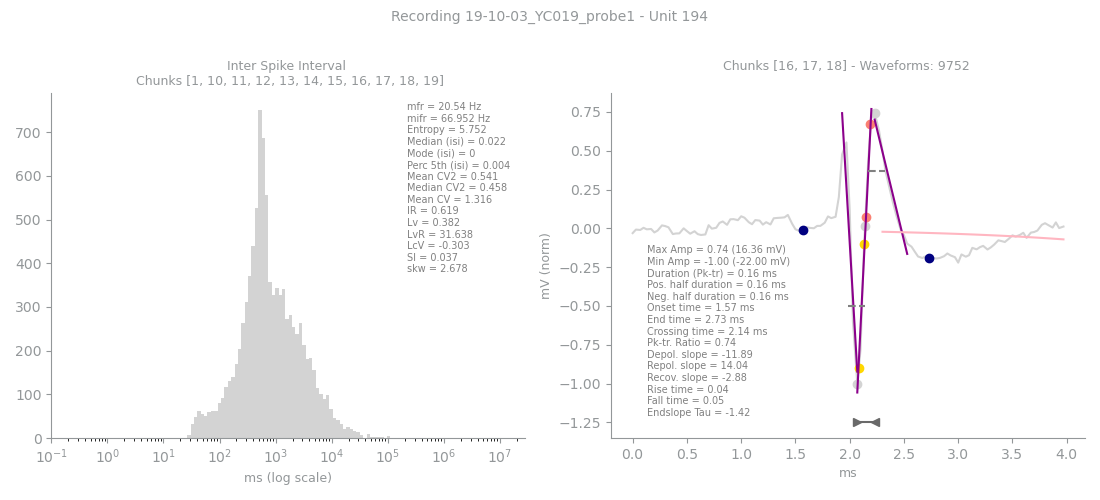 Recording 19-10-03_YC019_probe1 - Unit 194
Inter Spike Interval
Chunks [1, 10, 11, 12, 13, 14, 15, 16, 17, 18, 19]
mfr = 20.54 Hz
mifr = 66.952 Hz
Entropy = 5.752
Median (isi) = 0.022
Mode (isi) = 0
Perc 5th (isi) = 0.004
Mean CV2 = 0.541
Median CV2 = 0.458
Mean CV = 1.316
IR = 0.619
Lv = 0.382
LvR = 31.638
LcV = -0.303
SI = 0.037
skw = 2.678
700
600
500
400
300
200
100
0
10⁻¹ 10⁰ 10¹ 10² 10³ 10⁴ 10⁵ 10⁶ 10⁷
ms (log scale)
Chunks [16, 17, 18] - Waveforms: 9752
mV (norm)
0.75
0.50
0.25
0.00
−0.25
−0.50
−0.75
−1.00
−1.25
Max Amp = 0.74 (16.36 mV)
Min Amp = -1.00 (-22.00 mV)
Duration (Pk-tr) = 0.16 ms
Pos. half duration = 0.16 ms
Neg. half duration = 0.16 ms
Onset time = 1.57 ms
End time = 2.73 ms
Crossing time = 2.14 ms
Pk-tr. Ratio = 0.74
Depol. slope = -11.89
Repol. slope = 14.04
Recov. slope = -2.88
Rise time = 0.04
Fall time = 0.05
Endslope Tau = -1.42
0.0 0.5 1.0 1.5 2.0 2.5 3.0 3.5 4.0
ms